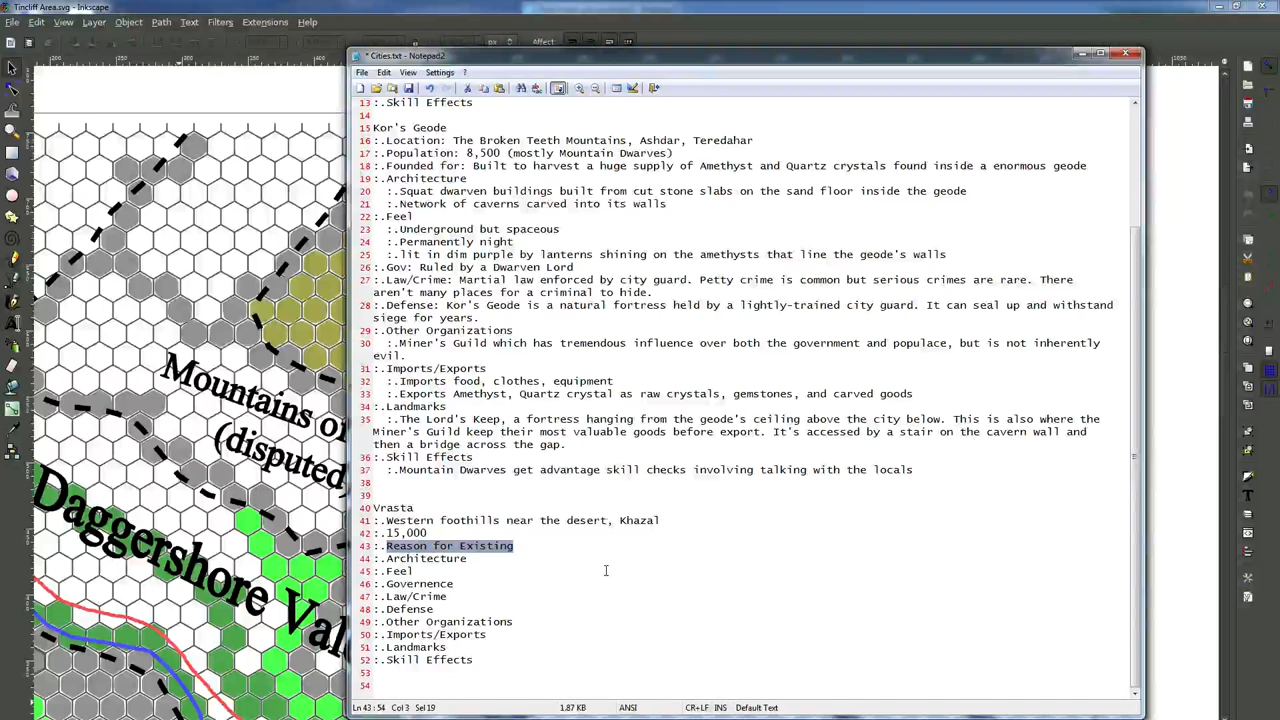 Tincliff Area.svg - Inkscape
File Edit View Layer Object Path Text Filters Extensions Help
px Affect:
200 350 400 1050
Mountains of
(disputed
Daggershore Val
* Cities.txt - Notepad2
File Edit View Settings ?
13 :.Skill Effects
14
15 Kor's Geode
16 :.Location: The Broken Teeth Mountains, Ashdar, Teredahar
17 :.Population: 8,500 (mostly Mountain Dwarves)
18 :.Founded for: Built to harvest a huge supply of Amethyst and Quartz crystals found inside a enormous geode
19 :.Architecture
20 :.Squat dwarven buildings built from cut stone slabs on the sand floor inside the geode
21 :.Network of caverns carved into its walls
22 :.Feel
23 :.Underground but spaceous
24 :.Permanently night
25 :.lit in dim purple by lanterns shining on the amethysts that line the geode's walls
26 :.Gov: Ruled by a Dwarven Lord
27 :.Law/Crime: Martial law enforced by city guard. Petty crime is common but serious crimes are rare. There
aren't many places for a criminal to hide.
28 :.Defense: Kor's Geode is a natural fortress held by a lightly-trained city guard. It can seal up and withstand
siege for years.
29 :.Other Organizations
30 :.Miner's Guild which has tremendous influence over both the government and populace, but is not inherently
evil.
31 :.Imports/Exports
32 :.Imports food, clothes, equipment
33 :.Exports Amethyst, Quartz crystal as raw crystals, gemstones, and carved goods
34 :.Landmarks
35 :.The Lord's Keep, a fortress hanging from the geode's ceiling above the city below. This is also where the
Miner's Guild keep their most valuable goods before export. It's accessed by a stair on the cavern wall and
then a bridge across the gap.
36 :.Skill Effects
37 :.Mountain Dwarves get advantage skill checks involving talking with the locals
38
39
40 Vrasta
41 :.Western foothills near the desert, Khazal
42 :.15,000
43 :.Reason for Existing
44 :.Architecture
45 :.Feel
46 :.Governence
47 :.Law/Crime
48 :.Defense
49 :.Other Organizations
50 :.Imports/Exports
51 :.Landmarks
52 :.Skill Effects
53
54
Ln 43 : 54 Col 3 Sel 19 1.87 KB ANSI CR+LF INS Default Text